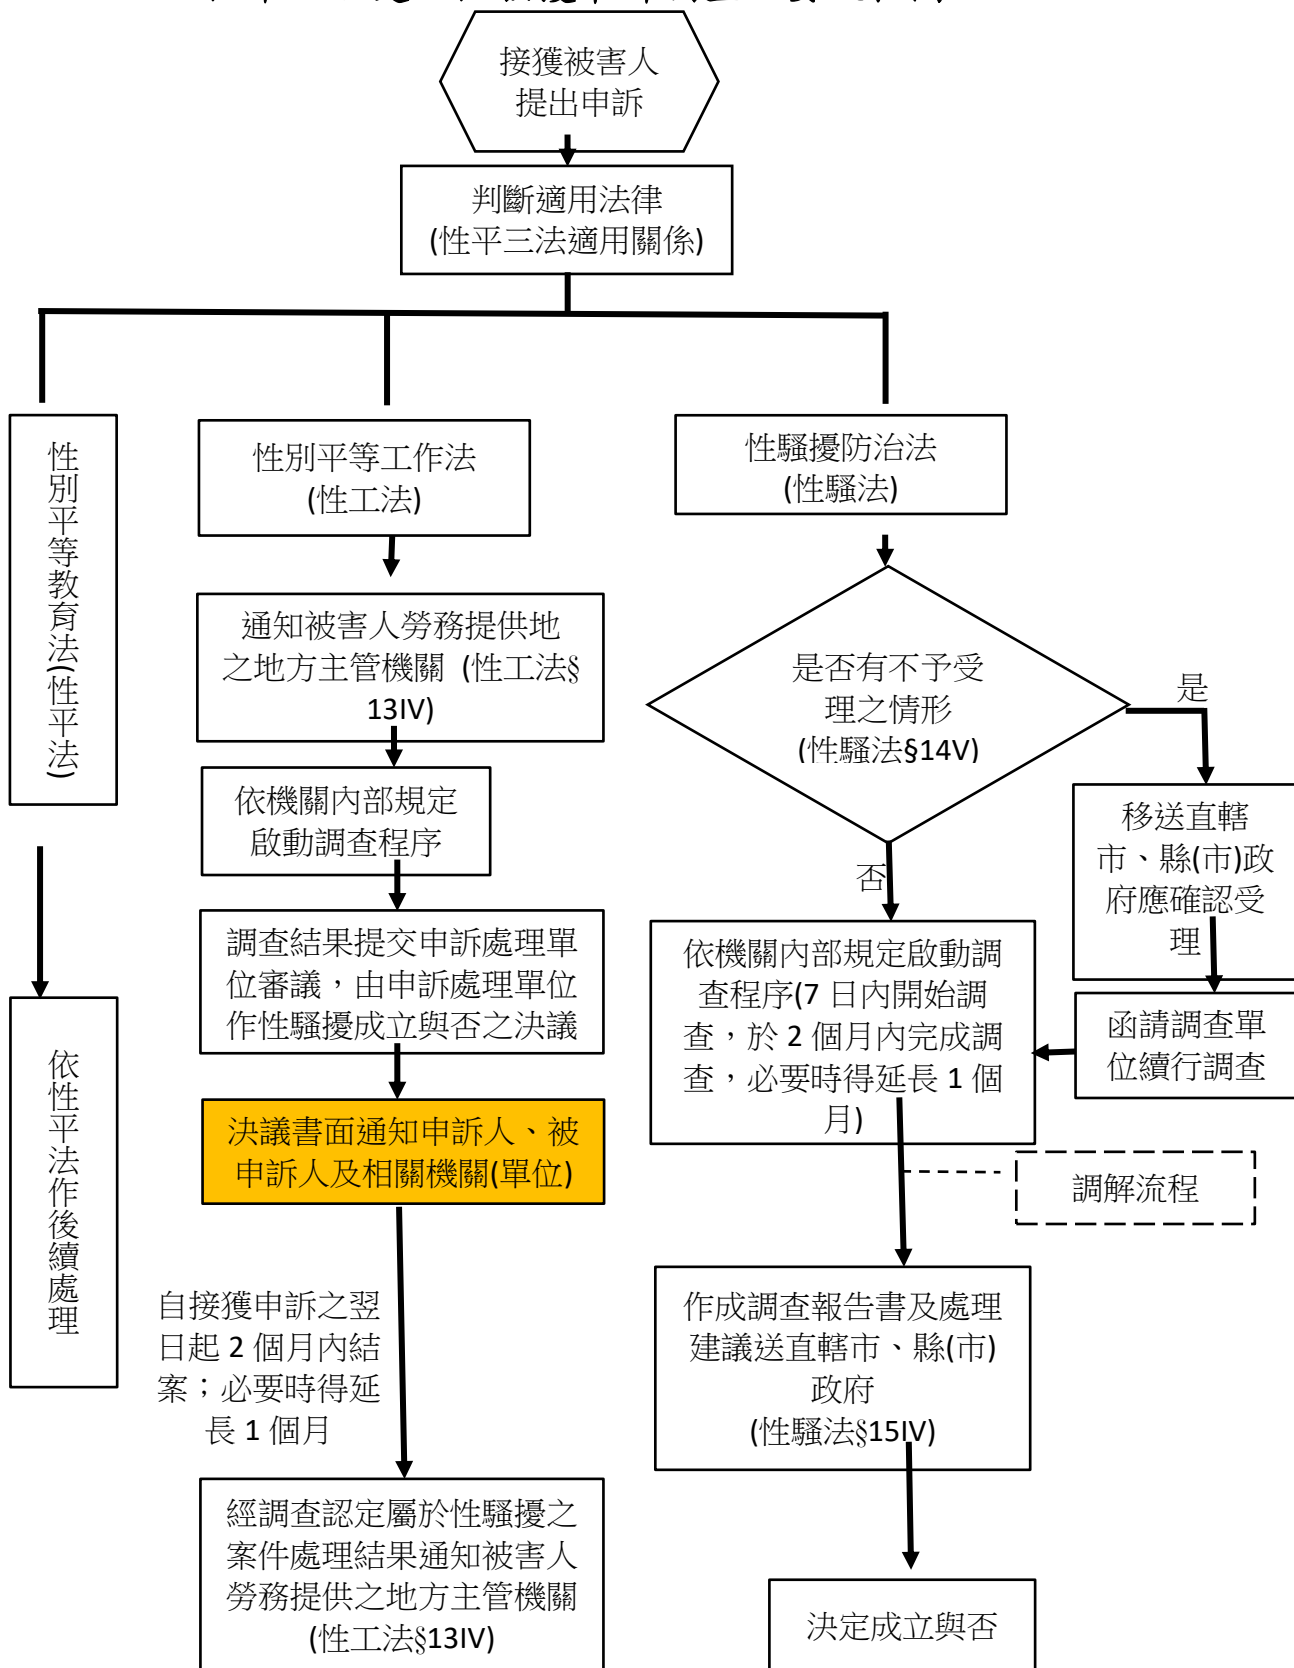 接獲被害人
提出申訴
判斷適用法律
(性平三法適用關係)
性別平等教育法(性平法)
依性平法作後續處理
性別平等工作法
(性工法)
通知被害人勞務提供地
之地方主管機關 (性工法§
13IV)
依機關內部規定
啟動調查程序
調查結果提交申訴處理單
位審議，由申訴處理單位
作性騷擾成立與否之決議
決議書面通知申訴人、被
申訴人及相關機關(單位)
自接獲申訴之翌
日起 2 個月內結
案；必要時得延
長 1 個月
經調查認定屬於性騷擾之
案件處理結果通知被害人
勞務提供之地方主管機關
(性工法§13IV)
性騷擾防治法
(性騷法)
是否有不予受
理之情形
(性騷法§14V)
是
移送直轄
市、縣(市)政
府應確認受
理
函請調查單
位續行調查
否
依機關內部規定啟動調
查程序(7 日內開始調
查，於 2 個月內完成調
查，必要時得延長 1 個
月)
調解流程
作成調查報告書及處理
建議送直轄市、縣(市)
政府
(性騷法§15IV)
決定成立與否